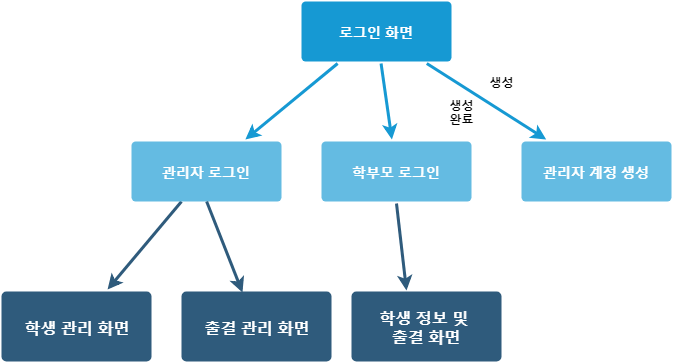 로그인 화면
생성
생성
완료
관리자 로그인
학부모 로그인
관리자 계정 생성
학생 관리 화면
출결 관리 화면
학생 정보 및
출결 화면